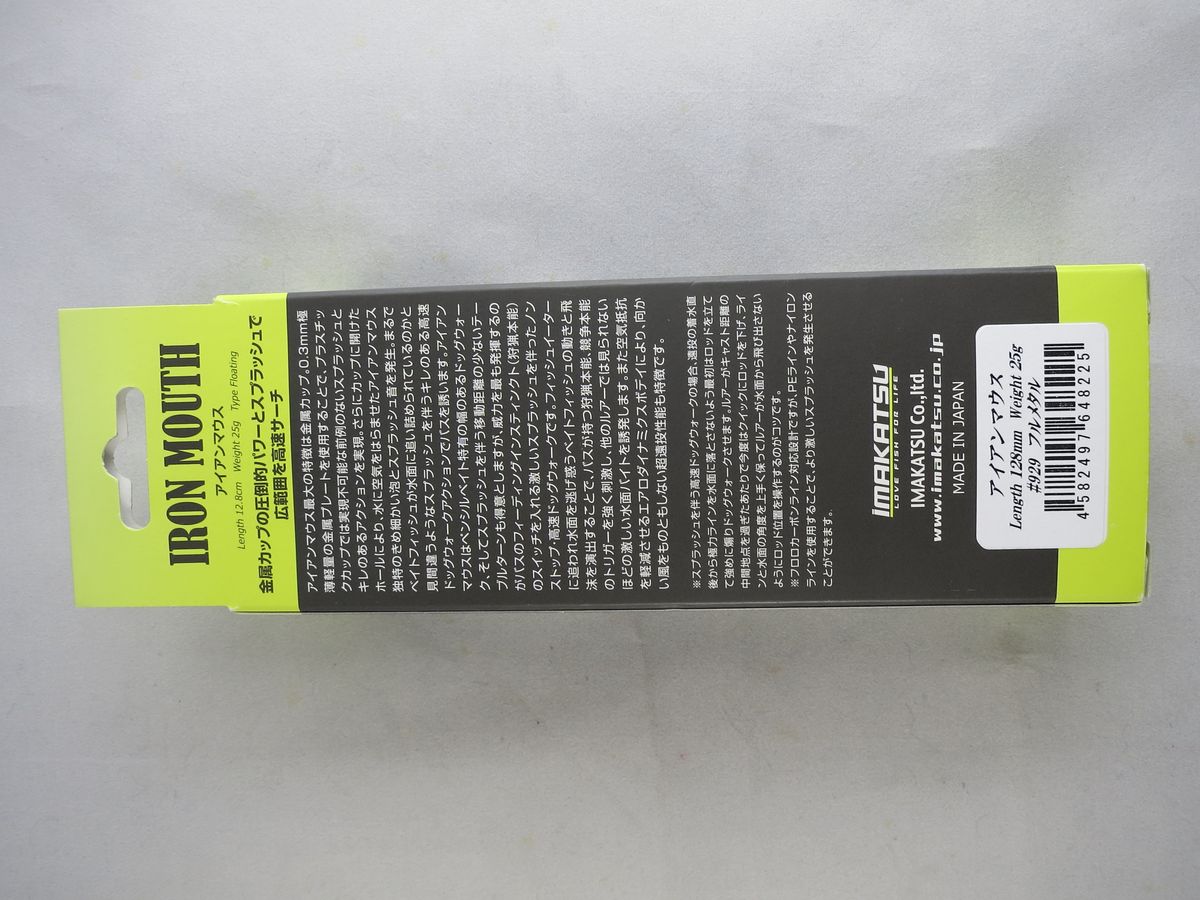 IRON MOUTH
アイアンマウス
Length 12.8cm Weight 25g Type Floating
金属カップの圧倒的パワーとスプラッシュで
広範囲を高速サーチ
アイアンマウス最大の特徴は金属カップ。0.3mm極
薄軽量の金属プレートを使用することで、プラスチッ
クカップでは実現不可能な前例のないスプラッシュと
キレのあるアクションを実現。さらにカップに開けた
ホールにより、水に空気をはらませたアイアンマウス
独特のきめ細かい泡とスプラッシュ音を発生。まるで
ベイトフィッシュが水面に追い詰められているのかと
見間違うようなスプラッシュを伴うキレのある高速
ドッグウォークアクションでバスを誘います。アイアン
マウスはペンシルベイト特有の幅のあるドッグウォー
ク、そしてスプラッシュを伴う移動距離の少ないテー
ブルターンも得意としますが、威力を最も発揮するの
がバスのフィーディングインスティンクト（狩猟本能）
のスイッチを入れる激しいスプラッシュを伴ったノン
ストップ・高速ドッグウォークです。フィッシュイーター
に追われ水面を逃げ惑うベイトフィッシュの動きと飛
沫を演出することで、バスが持つ狩猟本能、競争本能
のトリガーを強く刺激し、他のルアーでは見られない
ほどの激しい水面バイトを誘発します。また空気抵抗
を軽減させるエアロダイナミクスボディにより、向か
い風をものともしない超遠投性能も特徴です。
※スプラッシュを伴う高速ドッグウォークの場合、遠投の着水直
後から極力ラインを水面に落とさないよう最初はロッドを立て
て強めに煽りドッグウォークさせます。ルアーがキャスト距離の
中間地点を過ぎたあたりで今度はクイックにロッドを下げ、ライ
ンと水面の角度を上手く保ってルアーが水面から飛び出さない
ようにロッド位置を操作するのがコツです。
※フロロカーボンライン対応設計ですが、PEラインやナイロン
ラインを使用することで、より激しいスプラッシュを発生させる
ことができます。
IMAKATSU
LOVE FISH FOR LIFE
IMAKATSU Co.,ltd.
www.imakatsu.co.jp
MADE IN JAPAN
アイアンマウス
Length 128mm Weight 25g
#929 フルメタル
4 582497 648225